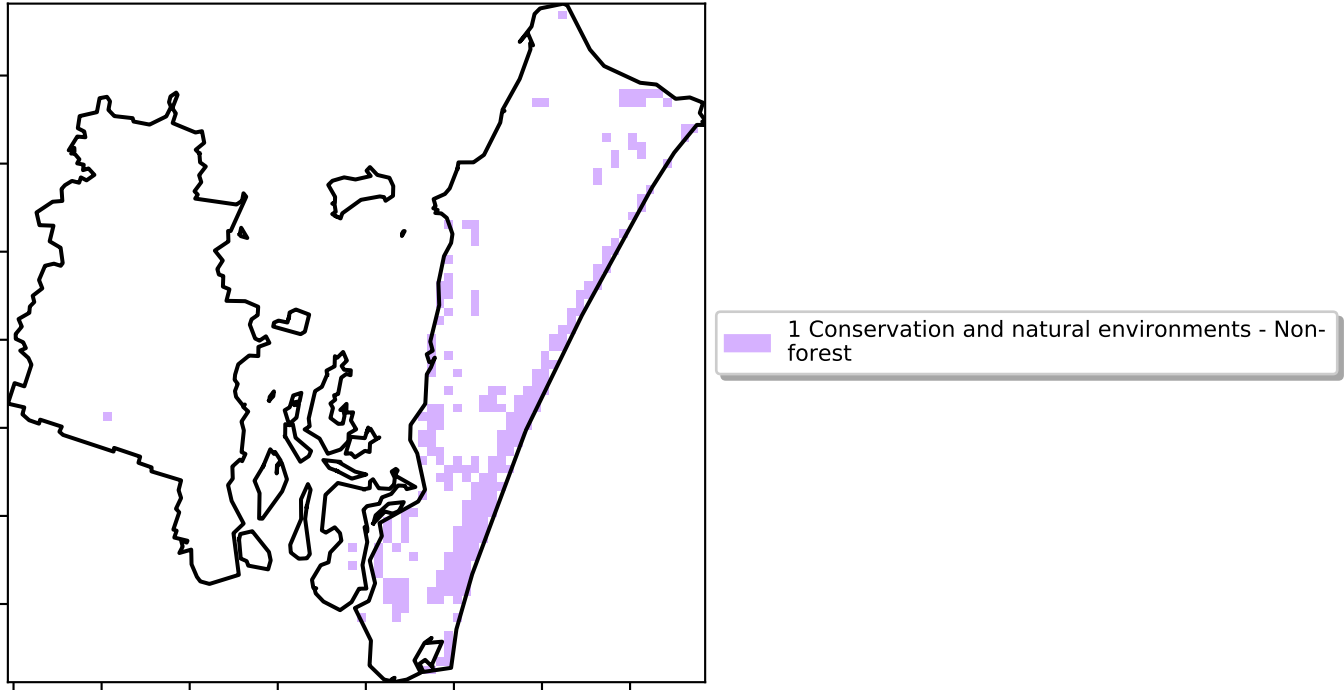 1 Conservation and natural environments - Non-
forest